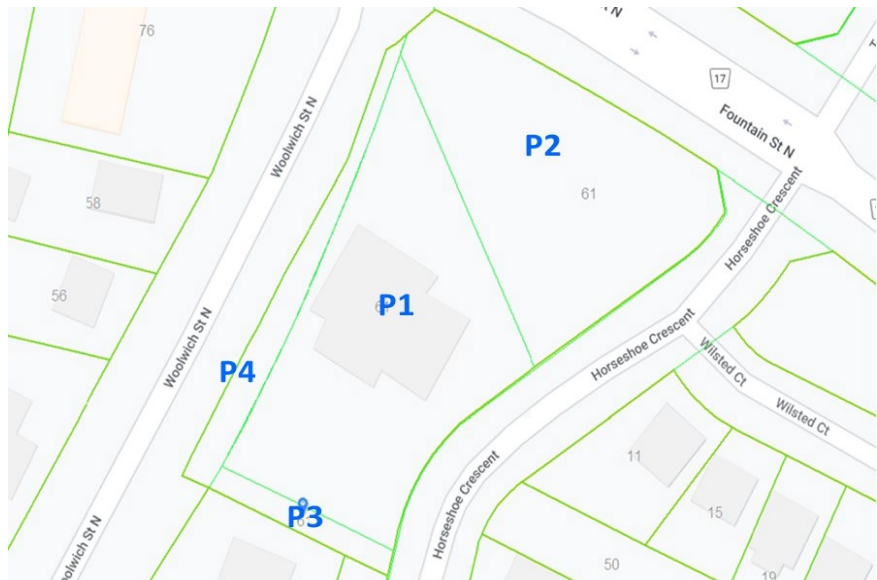 76
N
17
Fountain St N
Woolwich St N
P2
61
Horseshoe Crescent
58
56
P1
Woolwich St N
Horseshoe Crescent
P4
Wilsted Ct
Wilsted Ct
11
15
P3
Horseshoe Crescent
50
19
oolwich St N